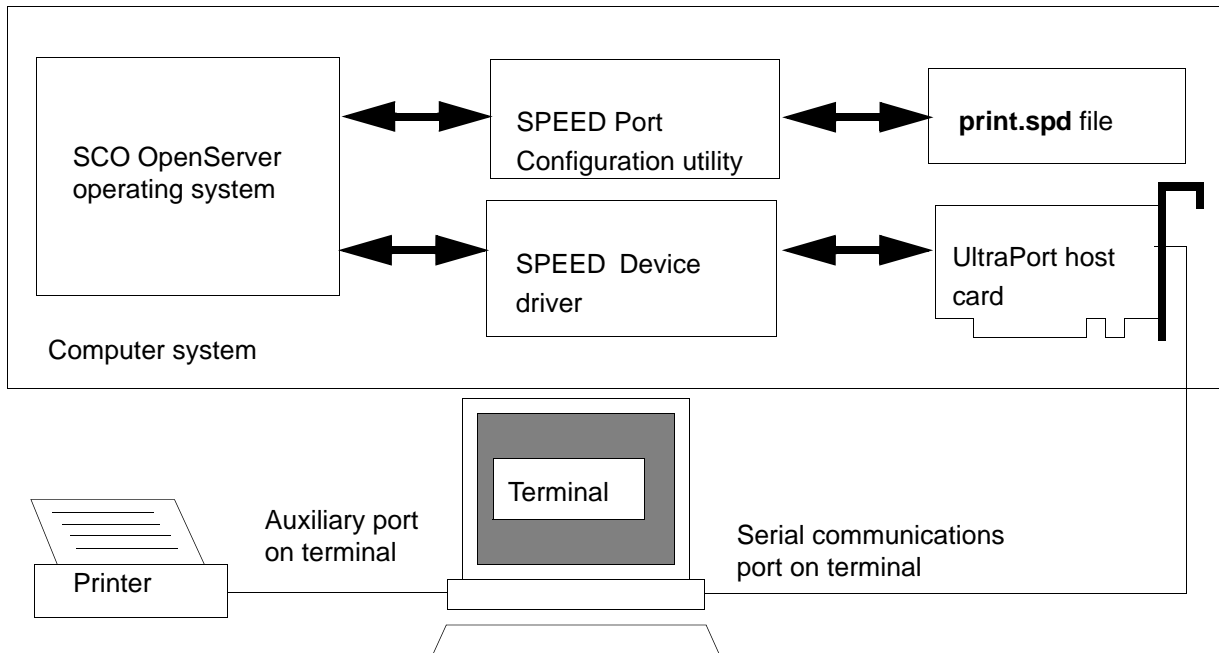 SCO OpenServer
operating system
SPEED Port
Configuration utility
print.spd file
SPEED  Device
driver
UltraPort host
card
Computer system
Terminal
Auxiliary port
on terminal
Serial communications
port on terminal
Printer